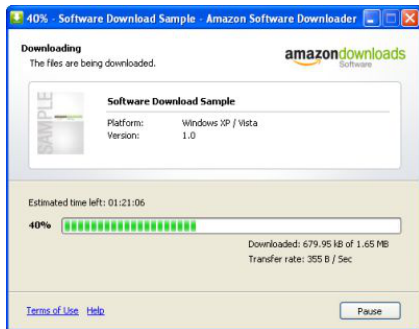 40% - Software Download Sample - Amazon Software Downloader
Downloading
The files are being downloaded.
amazondownloads
Software
SAMPLE
Software Download Sample
Platform: Windows XP / Vista
Version: 1.0
Estimated time left: 01:21:06
40%
Downloaded: 679.95 kB of 1.65 MB
Transfer rate: 355 B / Sec
Terms of Use Help
Pause